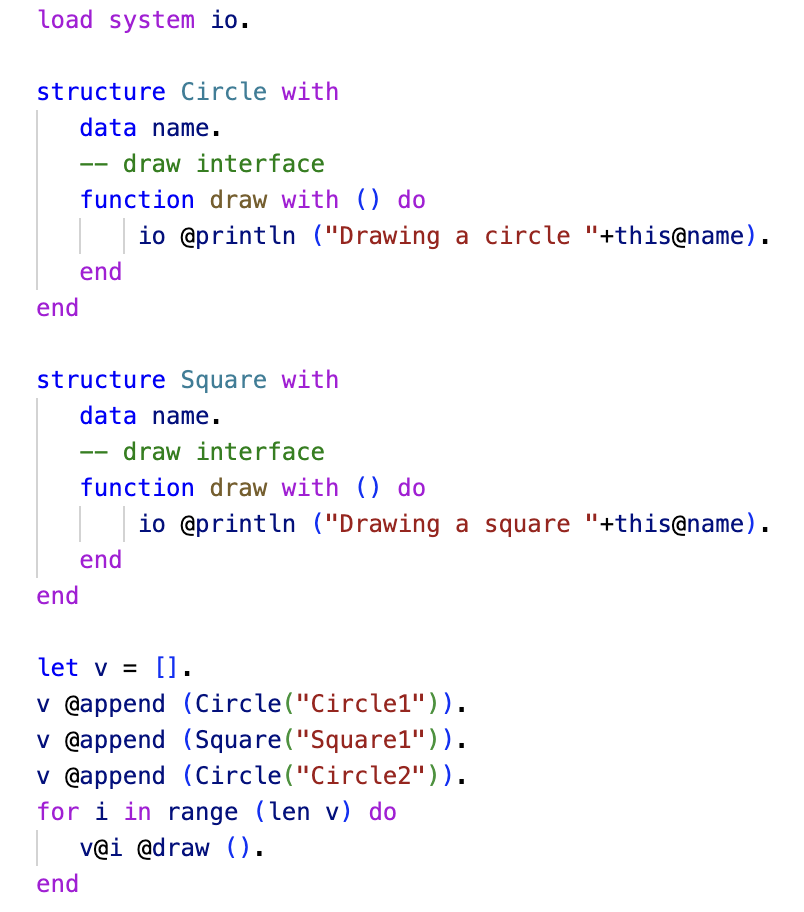 load system io.

structure Circle with
   data name.
   -- draw interface
   function draw with () do
       io @println ("Drawing a circle "+this@name).
   end
end

structure Square with
   data name.
   -- draw interface
   function draw with () do
       io @println ("Drawing a square "+this@name).
   end
end

let v = [].
v @append (Circle("Circle1")).
v @append (Square("Square1")).
v @append (Circle("Circle2")).
for i in range (len v) do
   v@i @draw ().
end